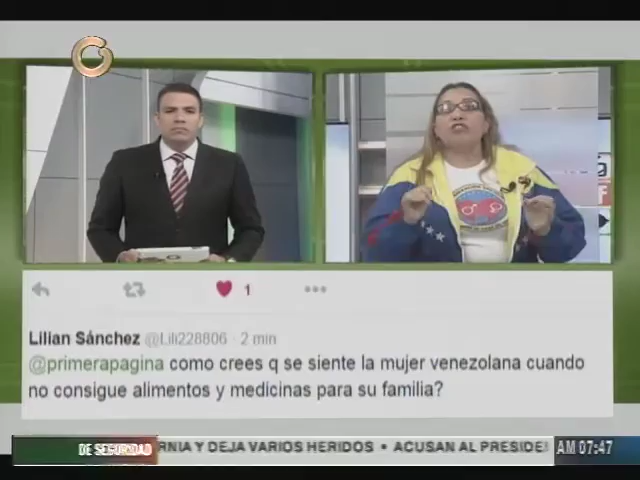 1
Lilian Sánchez @Lili228806 · 2 min
@primerapagina como crees q se siente la mujer venezolana cuando
no consigue alimentos y medicinas para su familia?
DE SEGURIDAD RNIA Y DEJA VARIOS HERIDOS • ACUSAN AL PRESIDE AM 07:47